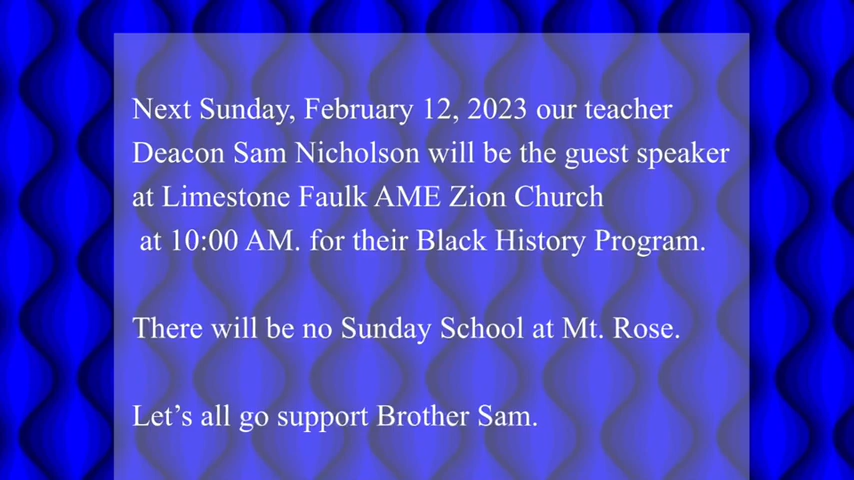 Next Sunday, February 12, 2023 our teacher
Deacon Sam Nicholson will be the guest speaker
at Limestone Faulk AME Zion Church
at 10:00 AM. for their Black History Program.
There will be no Sunday School at Mt. Rose.
Let’s all go support Brother Sam.